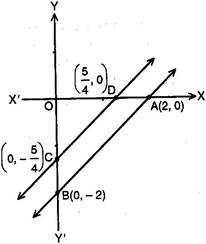 Y
(5/4, 0)
D
X'
O
A(2, 0)
X
(0, -5/4)
C
B(0, -2)
Y'